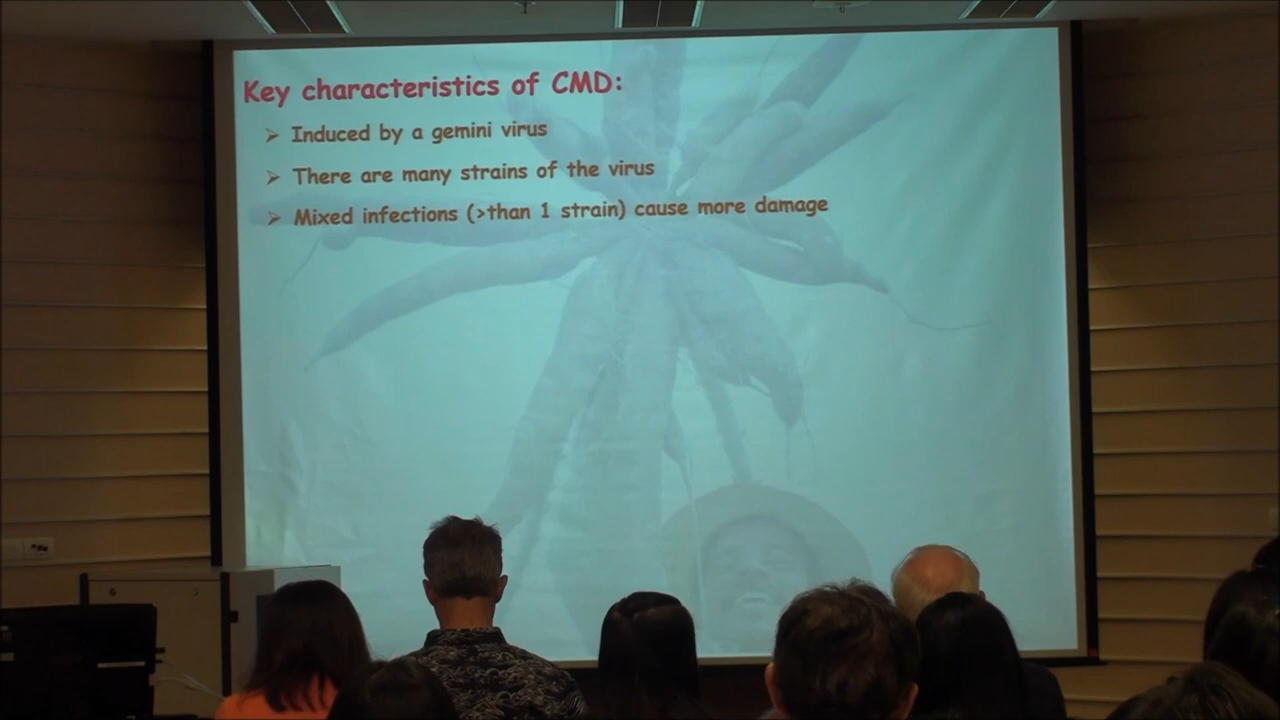 Key characteristics of CMD:
➢ Induced by a gemini virus
➢ There are many strains of the virus
➢ Mixed infections (>than 1 strain) cause more damage